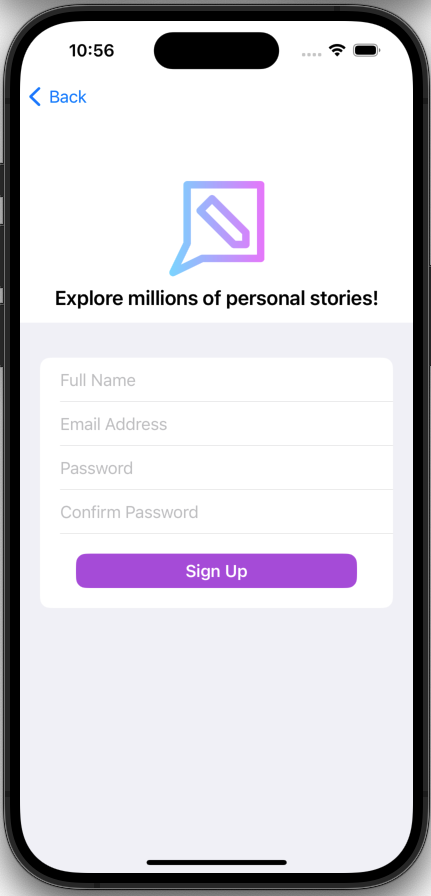 10:56
Back
Explore millions of personal stories!
Full Name
Email Address
Password
Confirm Password
Sign Up